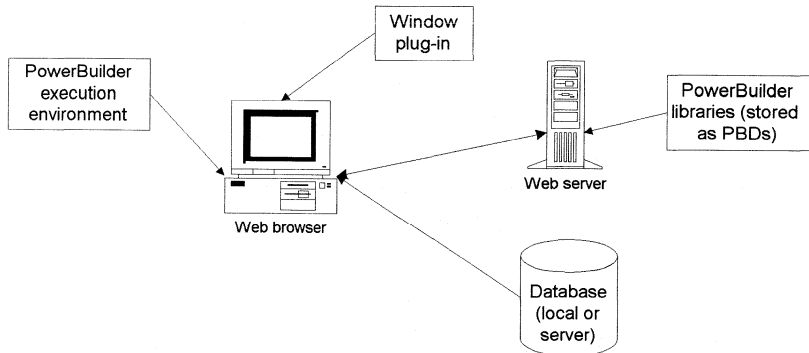 Window
plug-in
PowerBuilder
execution
environment
PowerBuilder
libraries (stored
as PBDs)
Web server
Web browser
Database
(local or
server)